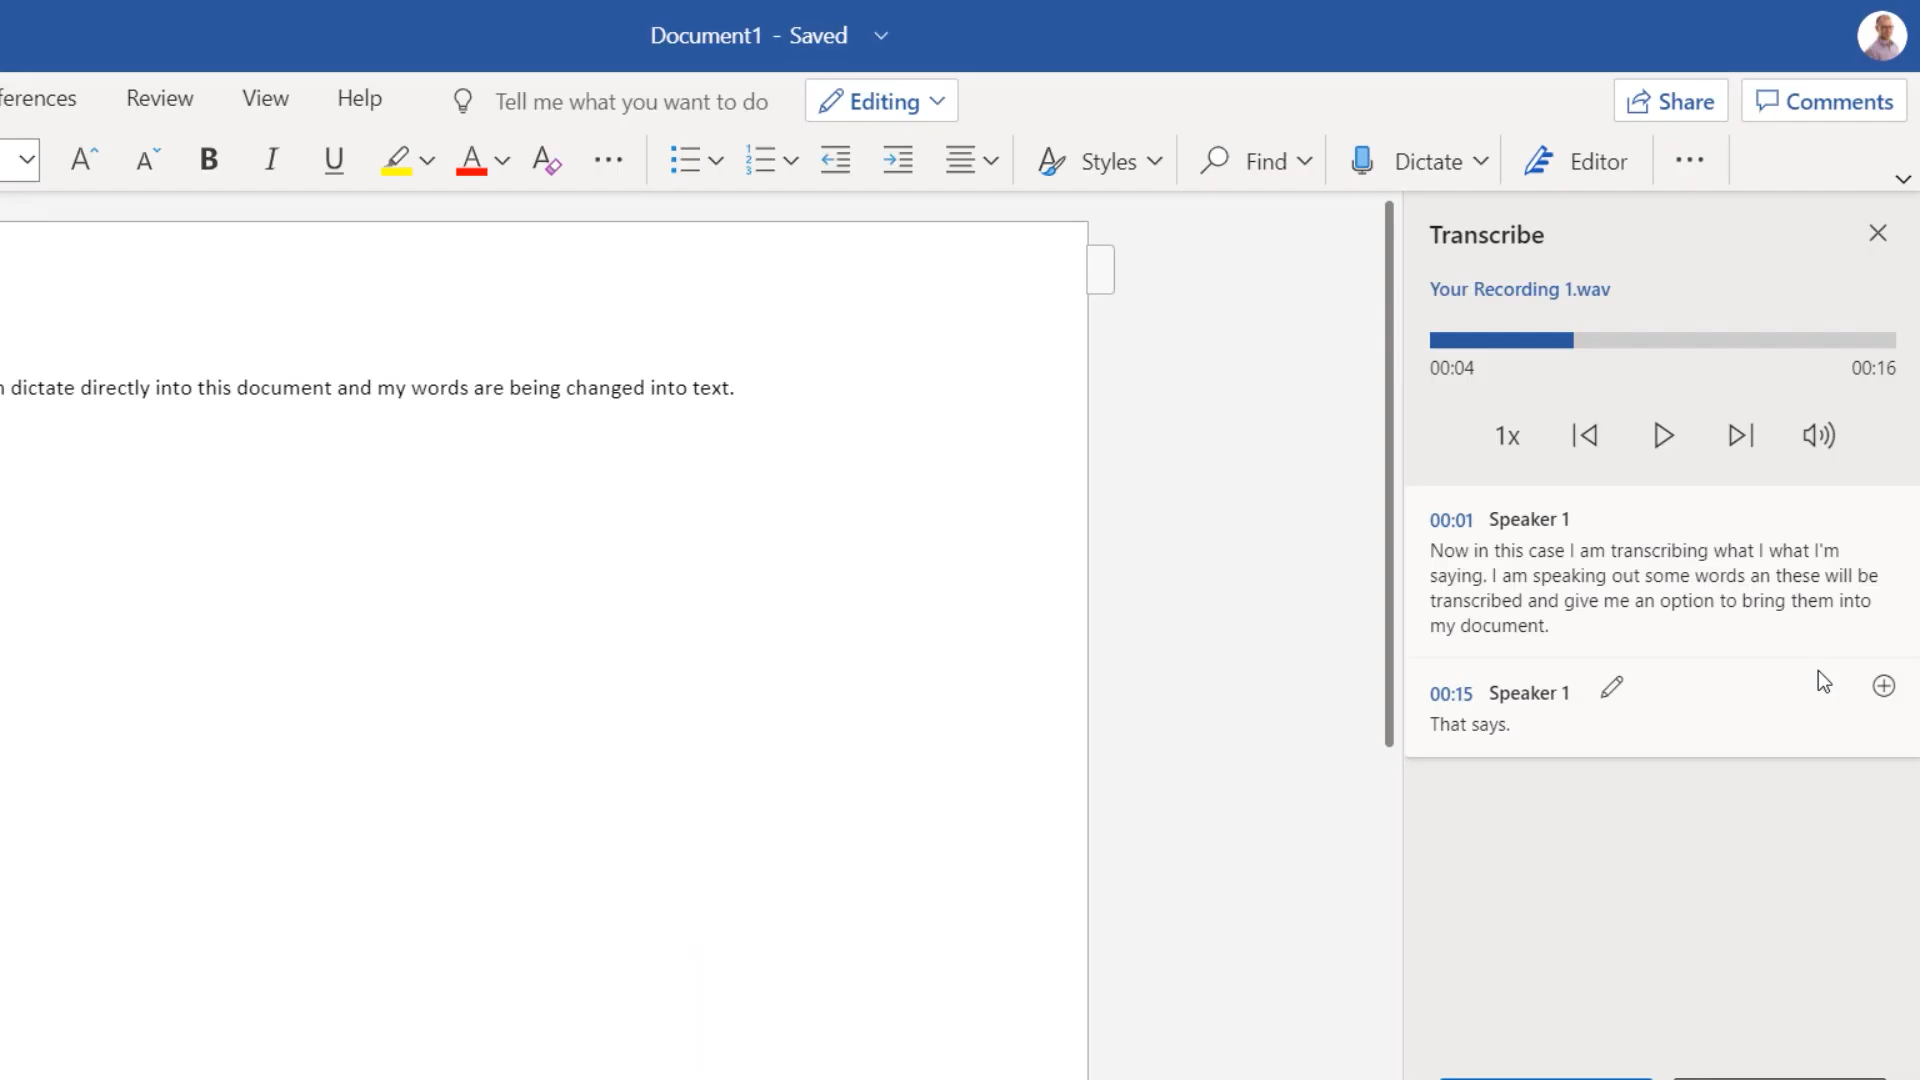 Document1 - Saved
Review View Help Tell me what you want to do Editing Share Comments
A A B I U A A Styles Find Dictate Editor
Transcribe
Your Recording 1.wav
00:04 00:16
1x
dictate directly into this document and my words are being changed into text.
00:01 Speaker 1
Now in this case I am transcribing what I what I'm
saying. I am speaking out some words an these will be
transcribed and give me an option to bring them into
my document.
00:15 Speaker 1
That says.